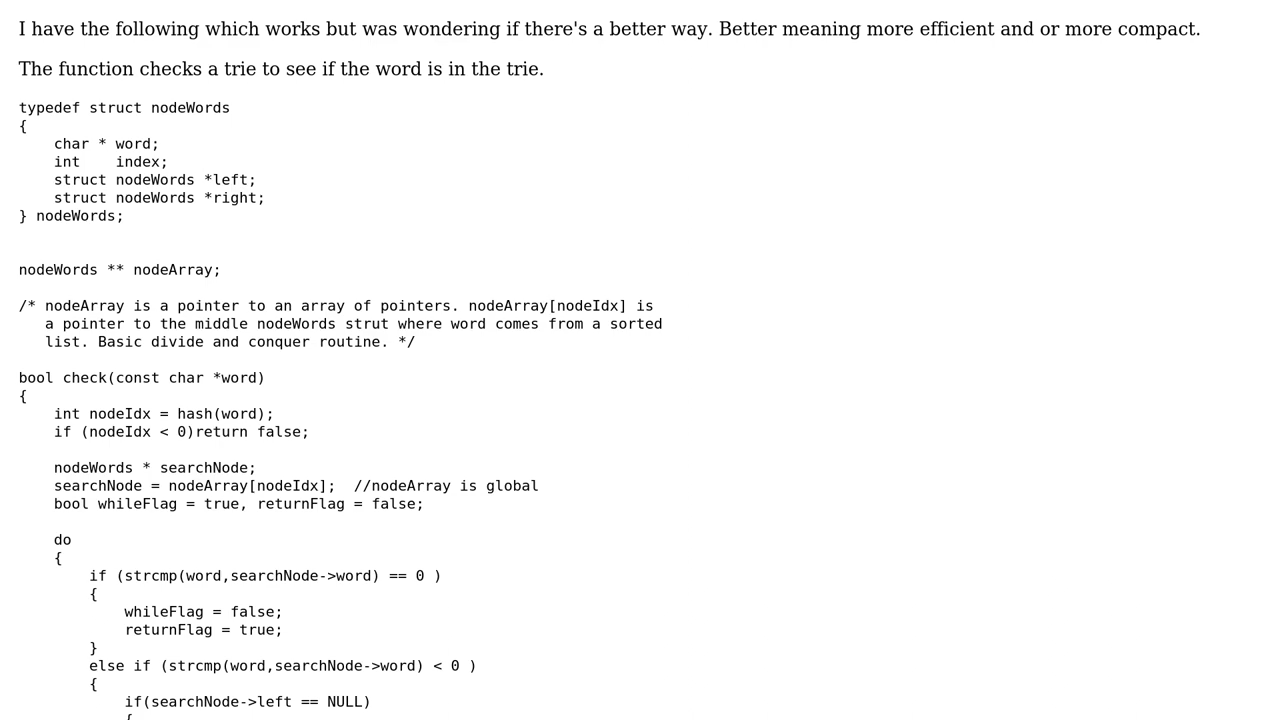 I have the following which works but was wondering if there's a better way. Better meaning more efficient and or more compact.
The function checks a trie to see if the word is in the trie.
typedef struct nodeWords
{
    char * word;
    int    index;
    struct nodeWords *left;
    struct nodeWords *right;
} nodeWords;
nodeWords ** nodeArray;
/* nodeArray is a pointer to an array of pointers. nodeArray[nodeIdx] is
   a pointer to the middle nodeWords strut where word comes from a sorted
   list. Basic divide and conquer routine. */
bool check(const char *word)
{
    int nodeIdx = hash(word);
    if (nodeIdx < 0)return false;
    nodeWords * searchNode;
    searchNode = nodeArray[nodeIdx];  //nodeArray is global
    bool whileFlag = true, returnFlag = false;
    do
    {
        if (strcmp(word,searchNode->word) == 0 )
        {
            whileFlag = false;
            returnFlag = true;
        }
        else if (strcmp(word,searchNode->word) < 0 )
        {
            if(searchNode->left == NULL)
            {